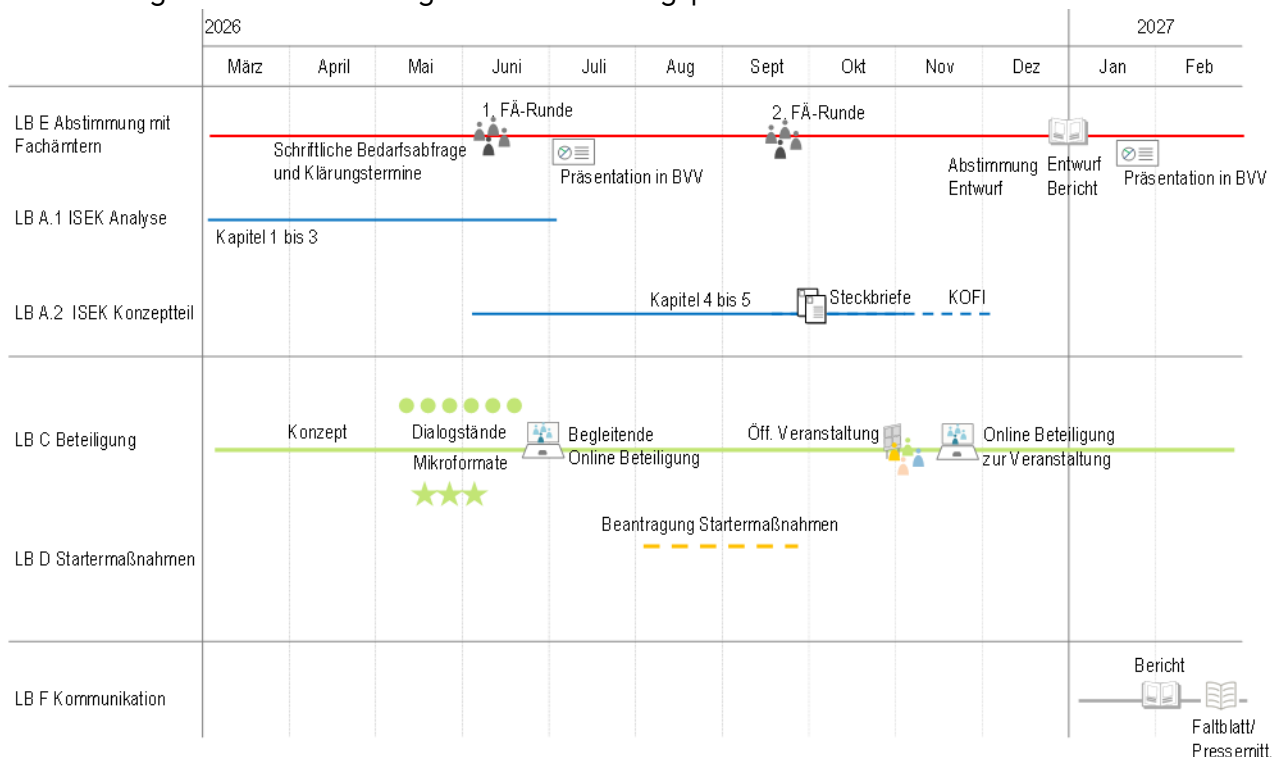 2026
2027
März April Mai Juni Juli Aug Sept Okt Nov Dez Jan Feb
LB E Abstimmung mit
Fachämtern
1. FÄ-Runde
2. FÄ-Runde
Schriftliche Bedarfsabfrage
und Klärungstermine
Präsentation in BVV
Abstimmung
Entwurf
Entwurf
Bericht
Präsentation in BVV
LB A.1 ISEK Analyse
Kapitel 1 bis 3
LB A.2 ISEK Konzeptteil
Kapitel 4 bis 5
Steckbriefe
KOFI
LB C Beteiligung
Konzept
Dialogstände
Mikroformate
Begleitende
Online Beteiligung
Öff. Veranstaltung
Online Beteiligung
zur Veranstaltung
LB D Startermaßnahmen
Beantragung Startermaßnahmen
LB F Kommunikation
Bericht
Faltblatt/
Pressemitt.